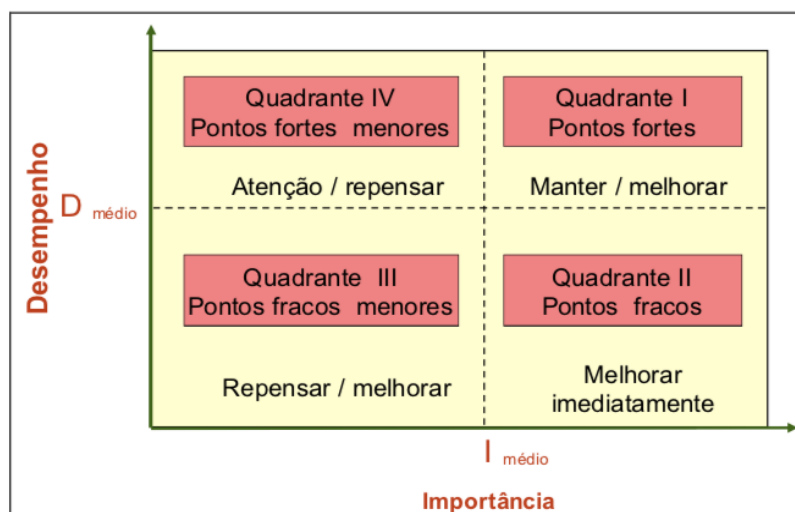 Desempenho
D médio
Quadrante IV
Pontos fortes menores
Atenção / repensar
Quadrante I
Pontos fortes
Manter / melhorar
Quadrante III
Pontos fracos menores
Repensar / melhorar
Quadrante II
Pontos fracos
Melhorar
imediatamente
I médio
Importância